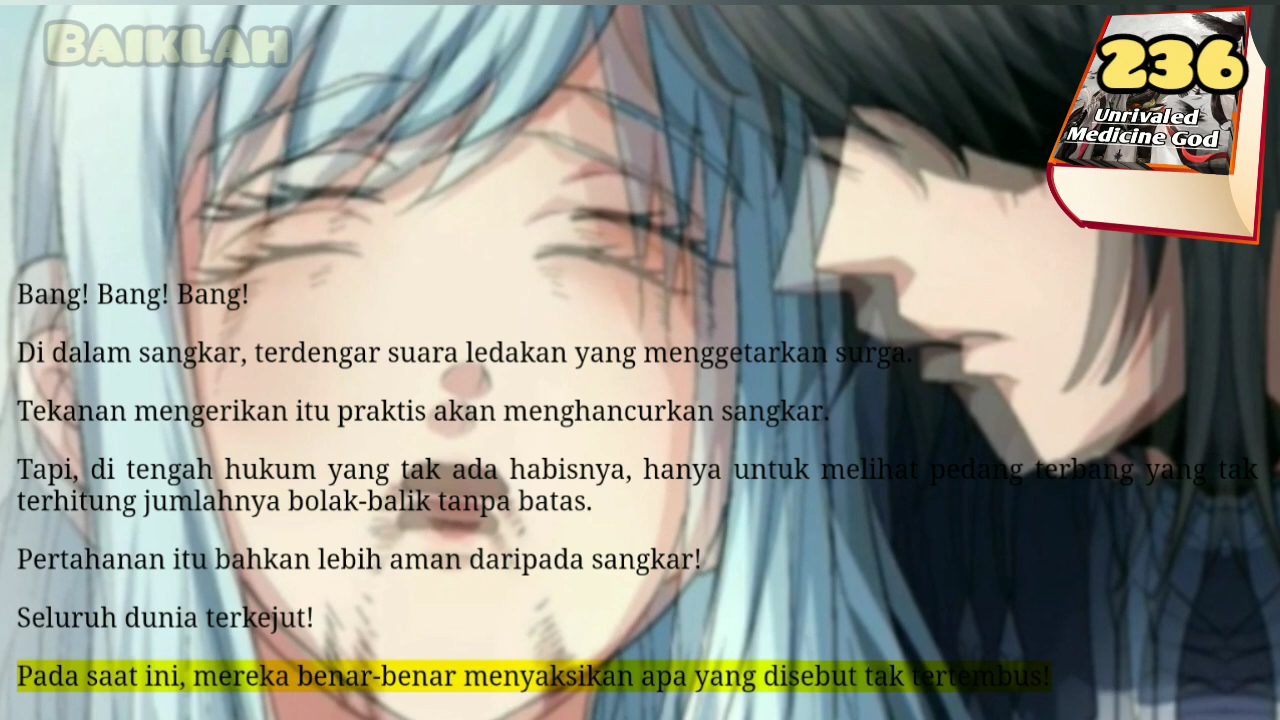 BAIKLAH
236
Unrivaled
Medicine God
Bang! Bang! Bang!
Di dalam sangkar, terdengar suara ledakan yang menggetarkan surga.
Tekanan mengerikan itu praktis akan menghancurkan sangkar.
Tapi, di tengah hukum yang tak ada habisnya, hanya untuk melihat pedang terbang yang tak
terhitung jumlahnya bolak-balik tanpa batas.
Pertahanan itu bahkan lebih aman daripada sangkar!
Seluruh dunia terkejut!
Pada saat ini, mereka benar-benar menyaksikan apa yang disebut tak tertembus!